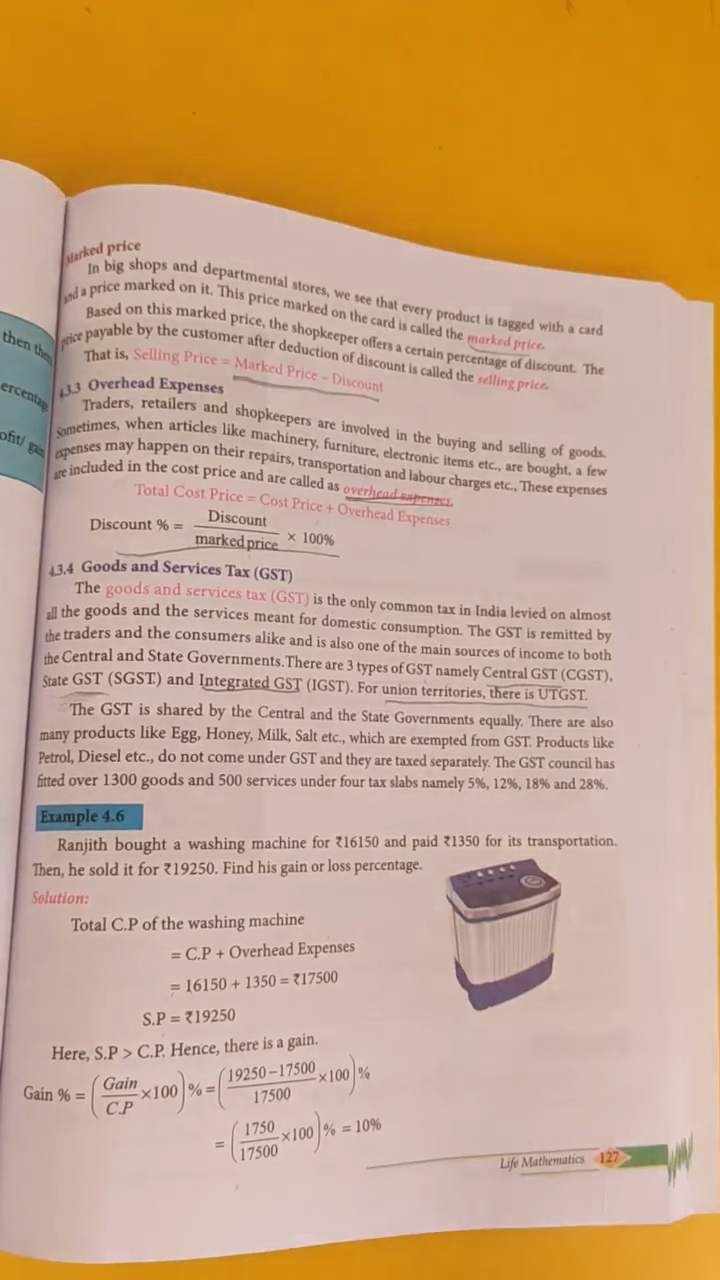 then then
ercentag
ofit/ gain
Marked price
In big shops and departmental stores, we see that every product is tagged with a card
and a price marked on it. This price marked on the card is called the marked price.
Based on this marked price, the shopkeeper offers a certain percentage of discount. The
price payable by the customer after deduction of discount is called the selling price.
That is, Selling Price = Marked Price – Discount
4.3.3 Overhead Expenses
Traders, retailers and shopkeepers are involved in the buying and selling of goods.
Sometimes, when articles like machinery, furniture, electronic items etc., are bought, a few
expenses may happen on their repairs, transportation and labour charges etc., These expenses
are included in the cost price and are called as overhead expenses.
Total Cost Price = Cost Price + Overhead Expenses
Discount % = Discount / marked price × 100%
4.3.4 Goods and Services Tax (GST)
The goods and services tax (GST) is the only common tax in India levied on almost
all the goods and the services meant for domestic consumption. The GST is remitted by
the traders and the consumers alike and is also one of the main sources of income to both
the Central and State Governments.There are 3 types of GST namely Central GST (CGST),
State GST (SGST) and Integrated GST (IGST). For union territories, there is UTGST.
The GST is shared by the Central and the State Governments equally. There are also
many products like Egg, Honey, Milk, Salt etc., which are exempted from GST. Products like
Petrol, Diesel etc., do not come under GST and they are taxed separately. The GST council has
fitted over 1300 goods and 500 services under four tax slabs namely 5%, 12%, 18% and 28%.
Example 4.6
Ranjith bought a washing machine for ₹16150 and paid ₹1350 for its transportation.
Then, he sold it for ₹19250. Find his gain or loss percentage.
Solution:
Total C.P of the washing machine
= C.P + Overhead Expenses
= 16150 + 1350 = ₹17500
S.P = ₹19250
Here, S.P > C.P. Hence, there is a gain.
Gain % = (Gain / C.P ×100) % = (19250–17500 / 17500 ×100) %
= (1750 / 17500 ×100) % = 10%
Life Mathematics 127